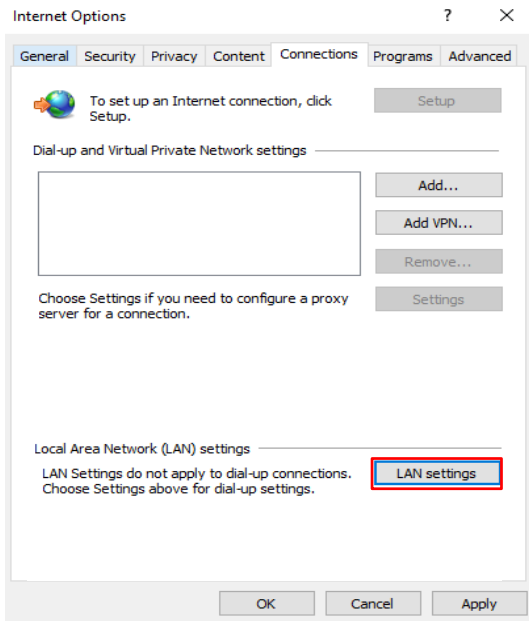 Internet Options ? ×
General Security Privacy Content Connections Programs Advanced
To set up an Internet connection, click
Setup.
Setup
Dial-up and Virtual Private Network settings
Add...
Add VPN...
Remove...
Choose Settings if you need to configure a proxy
server for a connection.
Settings
Local Area Network (LAN) settings
LAN Settings do not apply to dial-up connections.
Choose Settings above for dial-up settings.
LAN settings
OK Cancel Apply